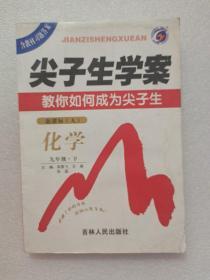 含教材习题答案
JIANZISHENGXUEAN
尖子生学案
教你如何成为尖子生
新课标(人)
化学
九年级·下
吉林人民出版社